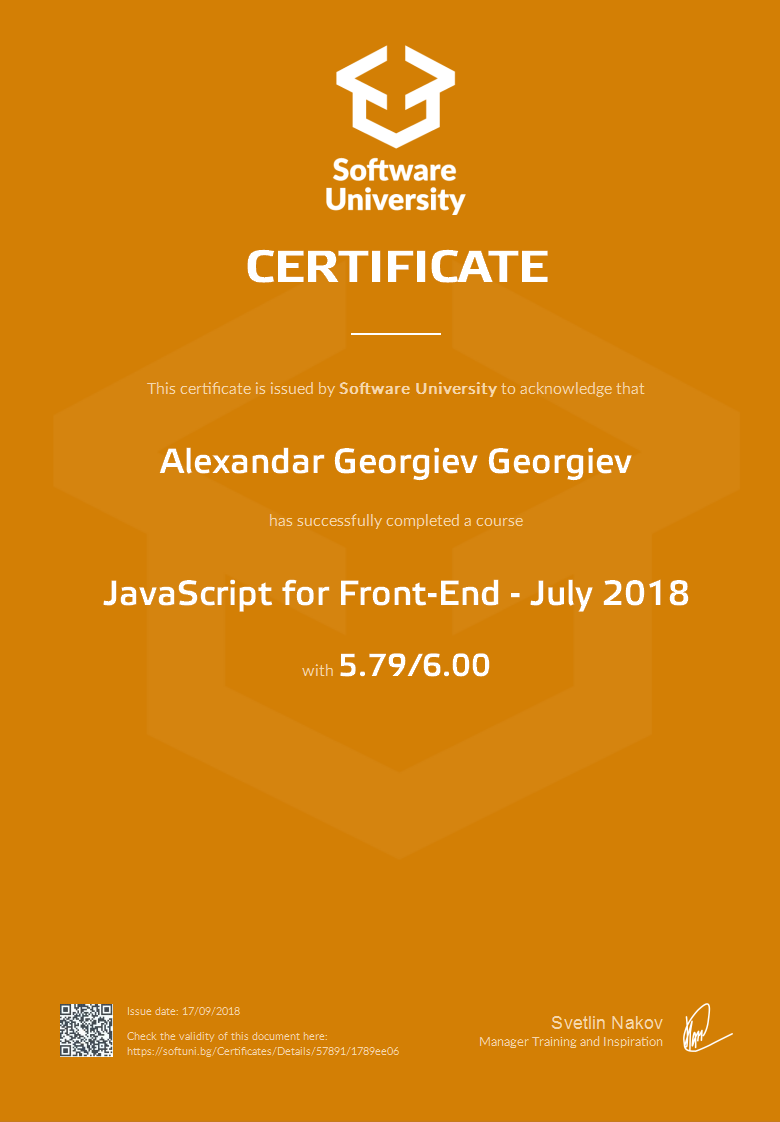 Software
University
CERTIFICATE
This certificate is issued by Software University to acknowledge that
Alexandar Georgiev Georgiev
has successfully completed a course
JavaScript for Front-End - July 2018
with 5.79/6.00
Issue date: 17/09/2018
Check the validity of this document here:
https://softuni.bg/Certificates/Details/57891/1789ee06
Svetlin Nakov
Manager Training and Inspiration